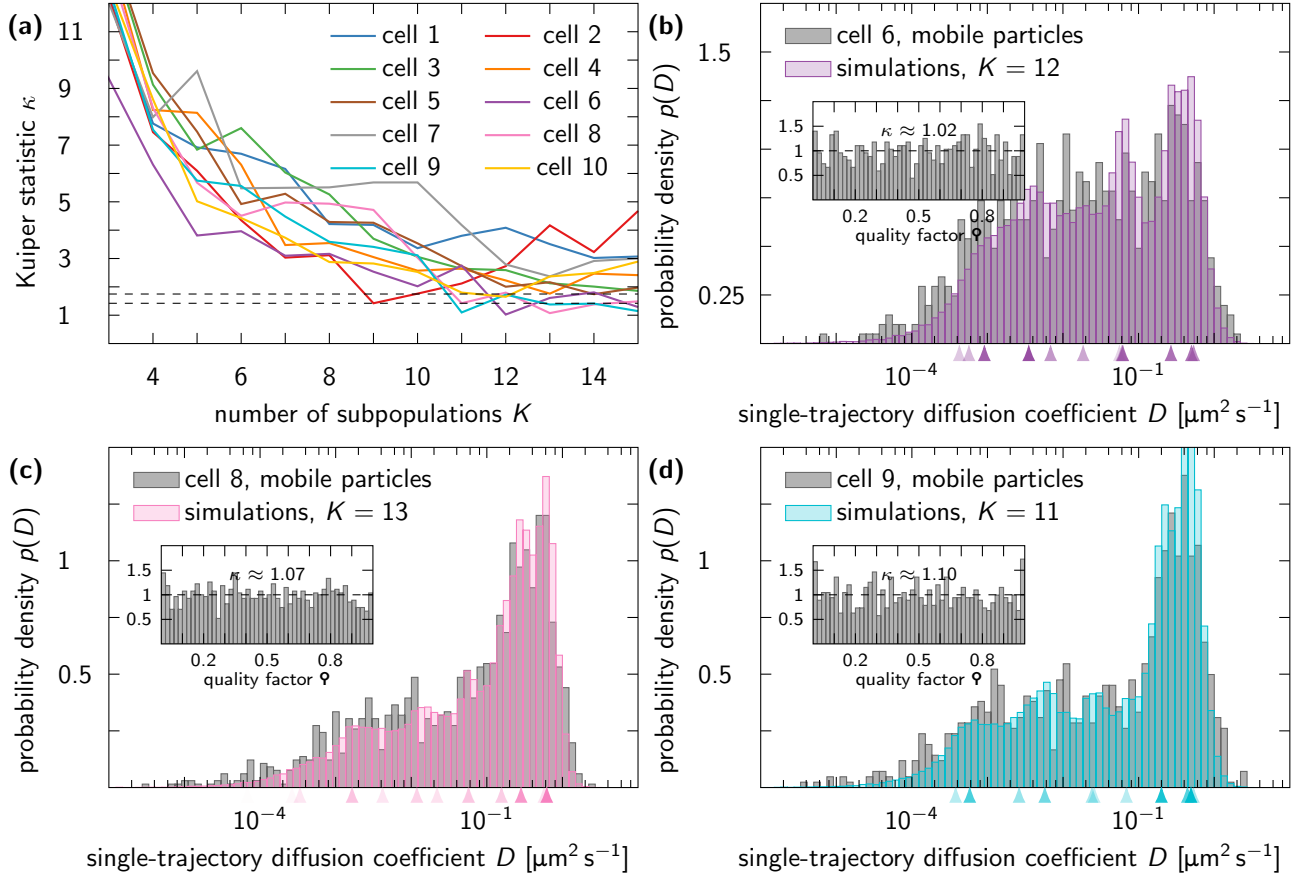 (a)
Kuiper statistic κ
11
9
7
5
3
1
4 6 8 10 12 14
number of subpopulations K
cell 1 cell 2
cell 3 cell 4
cell 5 cell 6
cell 7 cell 8
cell 9 cell 10
(b)
probability density p(D)
1.5
0.25
cell 6, mobile particles
simulations, K = 12
κ ≈ 1.02
1.5
1
0.5
0.2 0.5 0.8
quality factor ϙ
10⁻⁴ 10⁻¹
single-trajectory diffusion coefficient D [μm² s⁻¹]
(c)
probability density p(D)
1
0.5
cell 8, mobile particles
simulations, K = 13
κ ≈ 1.07
1.5
1
0.5
0.2 0.5 0.8
quality factor ϙ
10⁻⁴ 10⁻¹
single-trajectory diffusion coefficient D [μm² s⁻¹]
(d)
probability density p(D)
1
0.5
cell 9, mobile particles
simulations, K = 11
κ ≈ 1.10
1.5
1
0.5
0.2 0.5 0.8
quality factor ϙ
10⁻⁴ 10⁻¹
single-trajectory diffusion coefficient D [μm² s⁻¹]